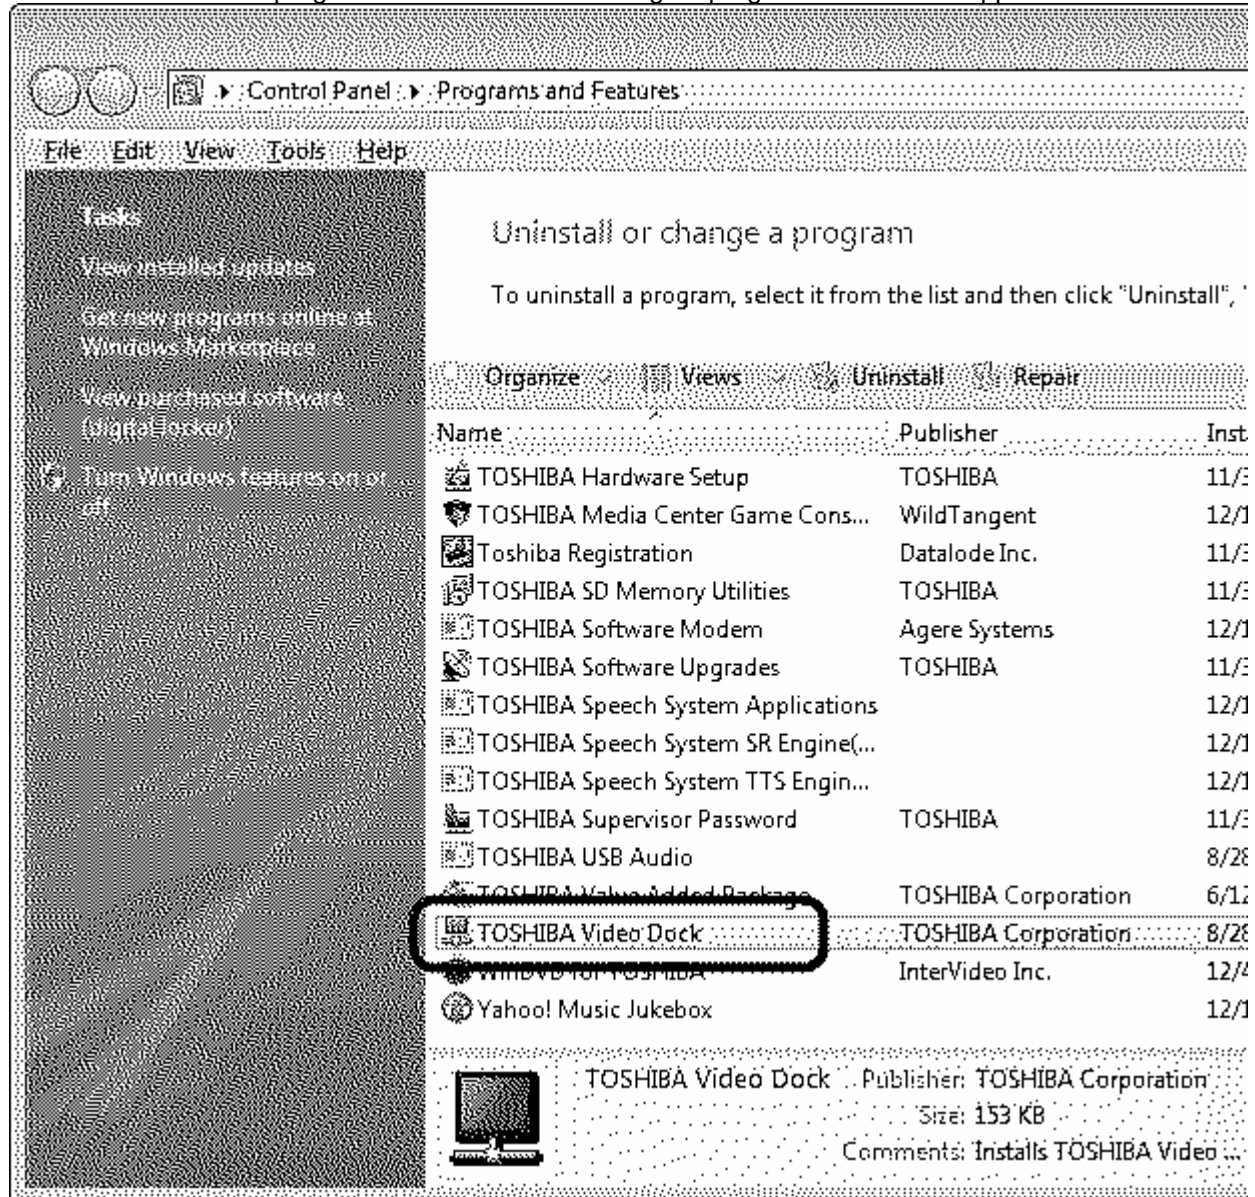 Control Panel Programs and Features
File Edit View Tools Help
Tasks
View installed updates
Get new programs online at
Windows Marketplace
View purchased software
(digital locker)
Turn Windows features on or
off
Uninstall or change a program
To uninstall a program, select it from the list and then click "Uninstall", "
Organize Views Uninstall Repair
Name Publisher Inst
TOSHIBA Hardware Setup TOSHIBA 11/3
TOSHIBA Media Center Game Cons... WildTangent 12/1
Toshiba Registration Datalode Inc. 11/3
TOSHIBA SD Memory Utilities TOSHIBA 11/3
TOSHIBA Software Modem Agere Systems 12/1
TOSHIBA Software Upgrades TOSHIBA 11/3
TOSHIBA Speech System Applications 12/1
TOSHIBA Speech System SR Engine(... 12/1
TOSHIBA Speech System TTS Engin... 12/1
TOSHIBA Supervisor Password TOSHIBA 11/3
TOSHIBA USB Audio 8/28
TOSHIBA Value Added Package TOSHIBA Corporation 6/12
TOSHIBA Video Dock TOSHIBA Corporation 8/28
WinDVD for TOSHIBA InterVideo Inc. 12/4
Yahoo! Music Jukebox 12/1
TOSHIBA Video Dock Publisher: TOSHIBA Corporation
Size: 153 KB
Comments: Installs TOSHIBA Video ...